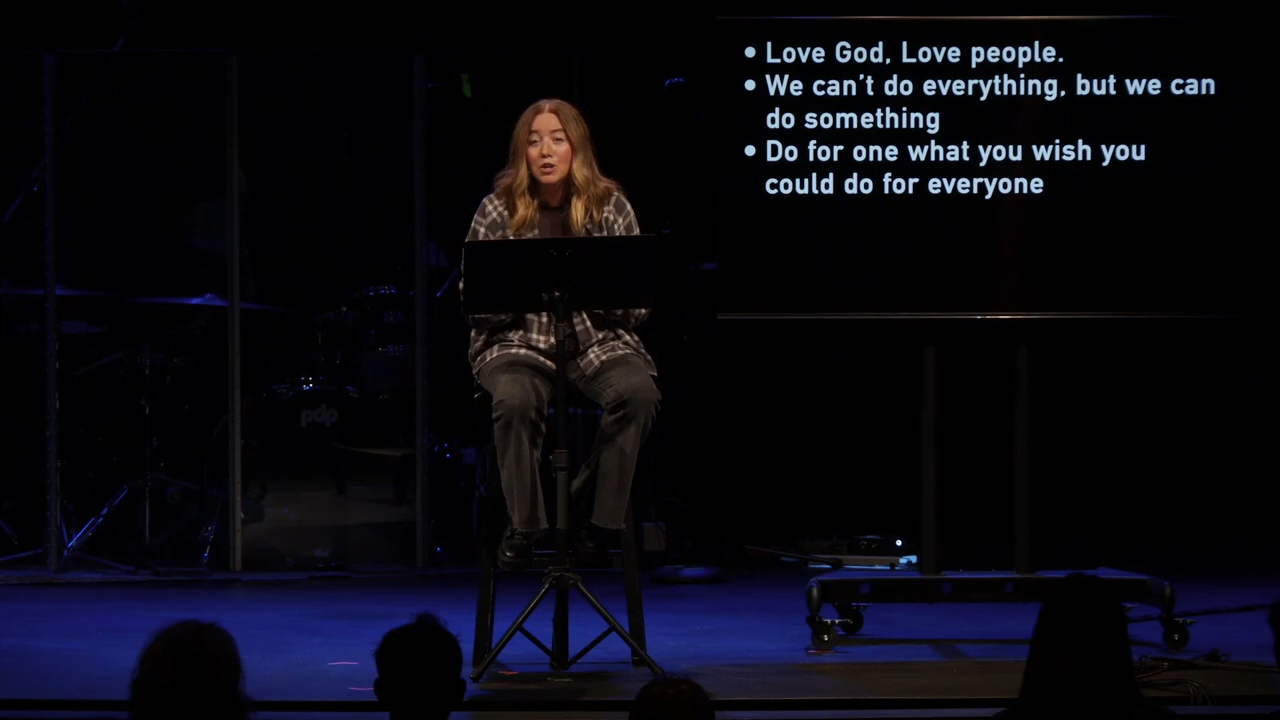 • Love God, Love people.
• We can't do everything, but we can
do something
• Do for one what you wish you
could do for everyone
pdp